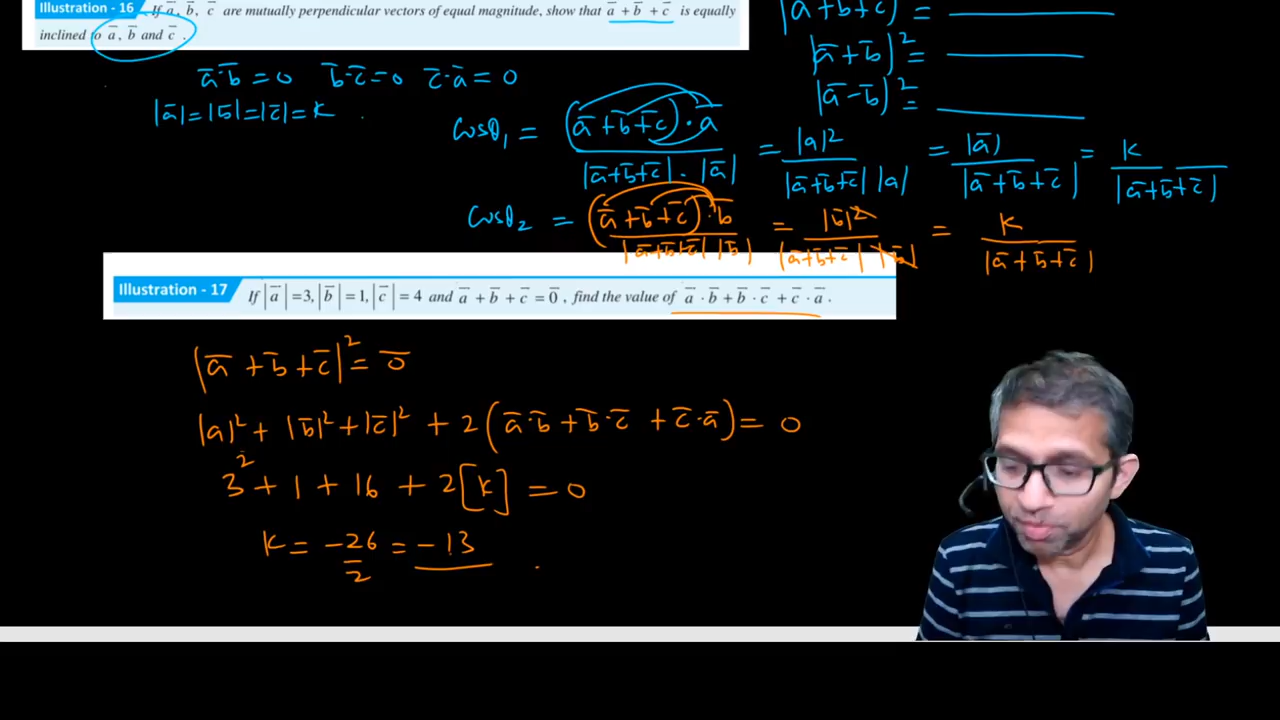 Illustration - 16 If a̅, b̅, c̅ are mutually perpendicular vectors of equal magnitude, show that a̅ + b̅ + c̅ is equally
inclined to a̅, b̅ and c̅.
|a̅+b̅+c̅) =
|a̅+b̅)² =
|a̅-b̅)² =
a̅·b̅ = 0 b̅·c̅ = 0 c̅·a̅ = 0
|a̅| = |b̅| = |c̅| = k
cosθ₁ = (a̅+b̅+c̅)·a̅ / |a̅+b̅+c̅|·|a̅| = |a|² / |a̅+b̅+c̅| |a| = |a̅| / |a̅+b̅+c̅| = k / |a̅+b̅+c̅|
cosθ₂ = (a̅+b̅+c̅)·b̅ / |a̅+b̅+c̅| |b̅| = |b̅|² / |a̅+b̅+c̅| |b̅| = k / |a̅+b̅+c̅|
Illustration - 17 If |a̅| = 3, |b̅| = 1, |c̅| = 4 and a̅ + b̅ + c̅ = 0̅, find the value of a̅ · b̅ + b̅ · c̅ + c̅ · a̅.
|a̅ + b̅ + c̅|² = 0̅
|a|² + |b̅|² + |c̅|² + 2(a̅·b̅ + b̅·c̅ + c̅·a̅) = 0
3² + 1 + 16 + 2[k] = 0
k = -26/2 = -13